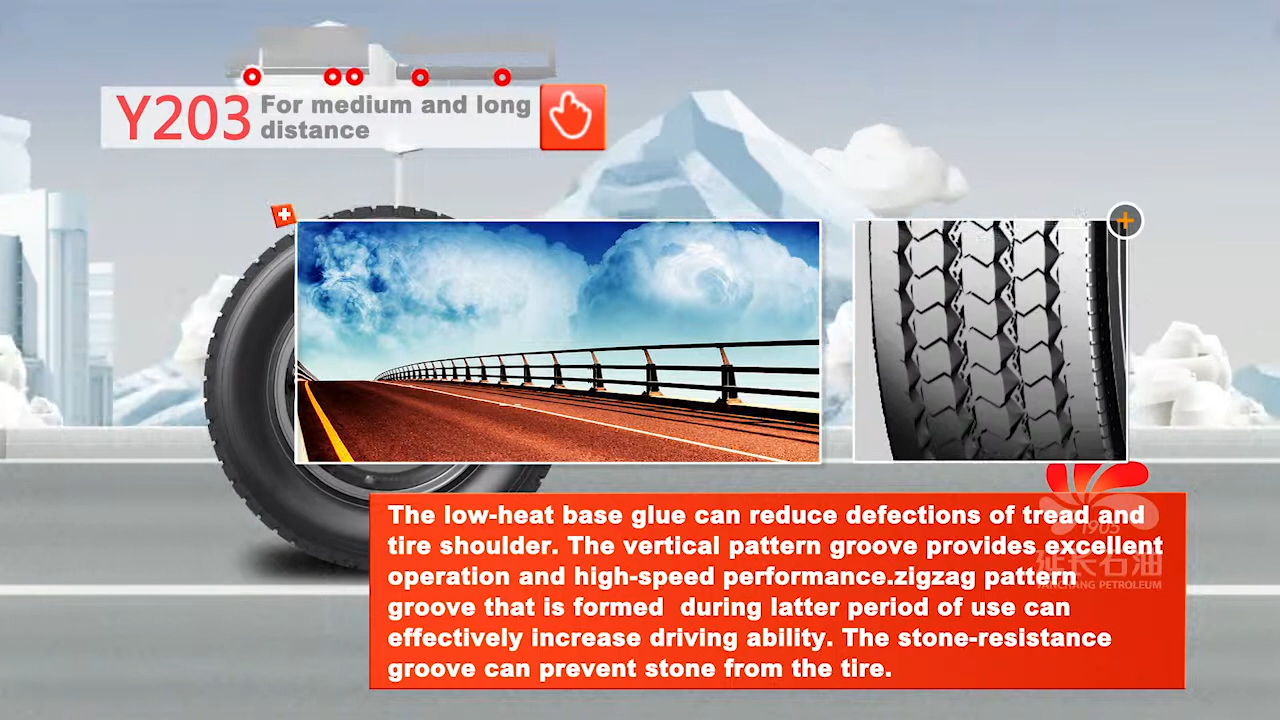 Y203
For medium and long
distance
The low-heat base glue can reduce defections of tread and
tire shoulder. The vertical pattern groove provides excellent
operation and high-speed performance.zigzag pattern
groove that is formed  during latter period of use can
effectively increase driving ability. The stone-resistance
groove can prevent stone from the tire.
1905
延长石油
YANCHANG PETROLEUM